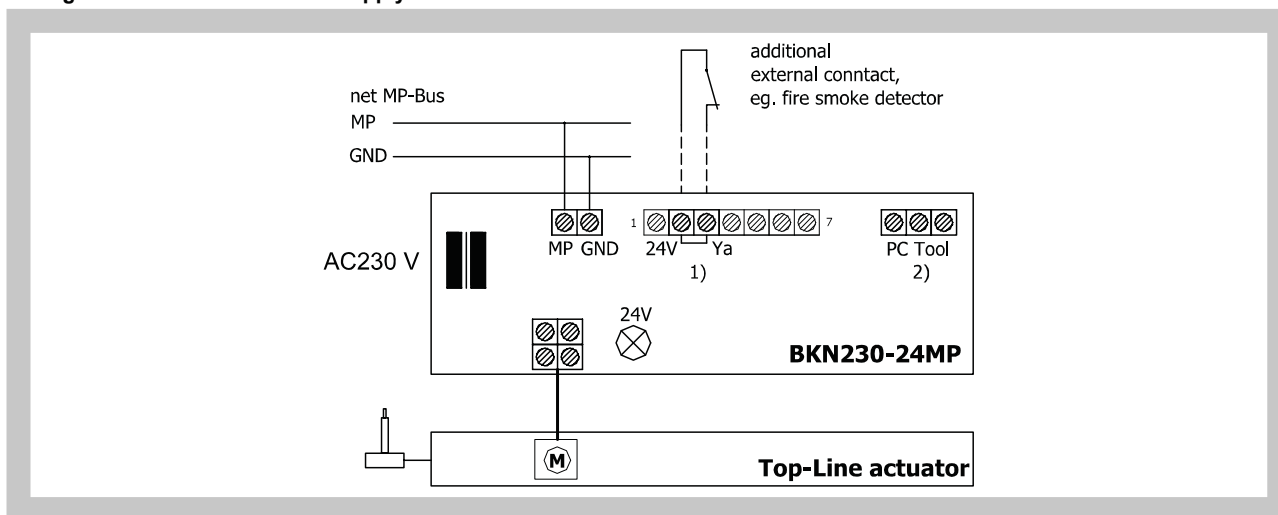 additional
external conntact,
eg. fire smoke detector
net MP-Bus
MP
GND
1
7
MP GND
24V
Ya
PC Tool
1)
2)
AC230 V
24V
BKN230-24MP
M
Top-Line actuator